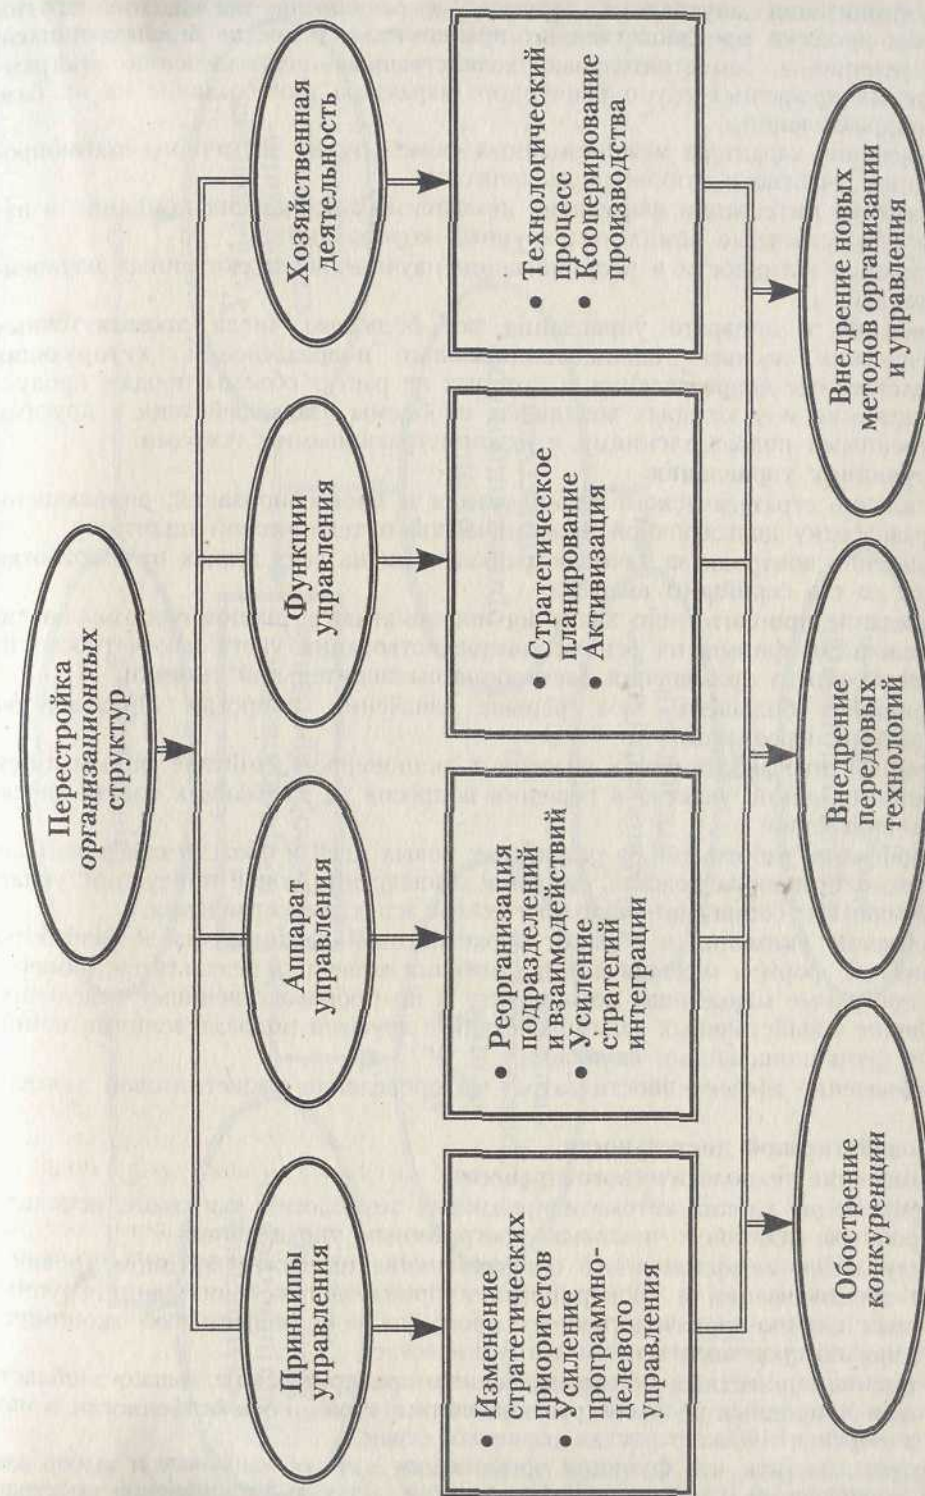 Перестройка
организационных
структур
Принципы
управления
Аппарат
управления
Функции
управления
Хозяйственная
деятельность
• Изменение
стратегических
приоритетов
• Усиление
программно-
целевого
управления
• Реорганизация
подразделений
и взаимодействий
• Усиление
стратегий
интеграции
• Стратегическое
планирование
• Активизация
• Технологический
процесс
• Кооперирование
производства
Обострение
конкуренции
Внедрение
передовых
технологий
Внедрение новых
методов организации
и управления